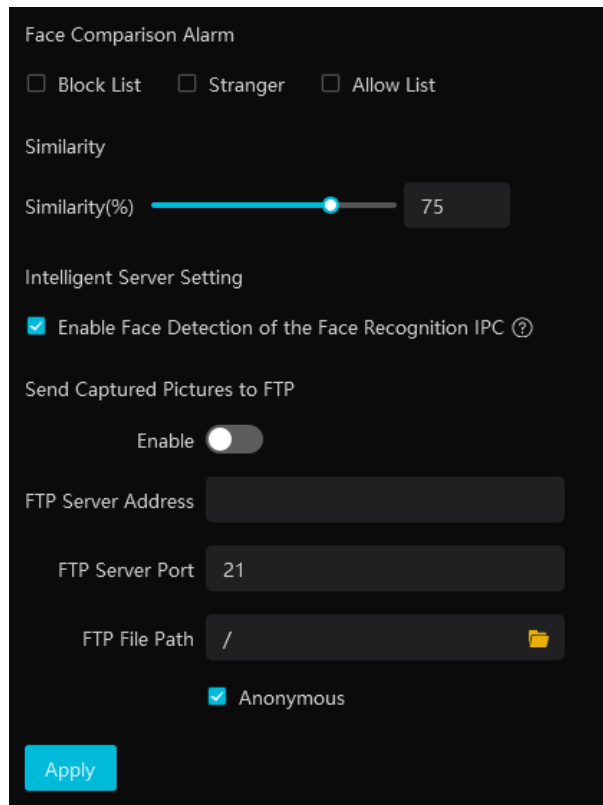 Face Comparison Alarm
Block List Stranger Allow List
Similarity
Similarity(%) 75
Intelligent Server Setting
Enable Face Detection of the Face Recognition IPC ?
Send Captured Pictures to FTP
Enable
FTP Server Address
FTP Server Port 21
FTP File Path /
Anonymous
Apply